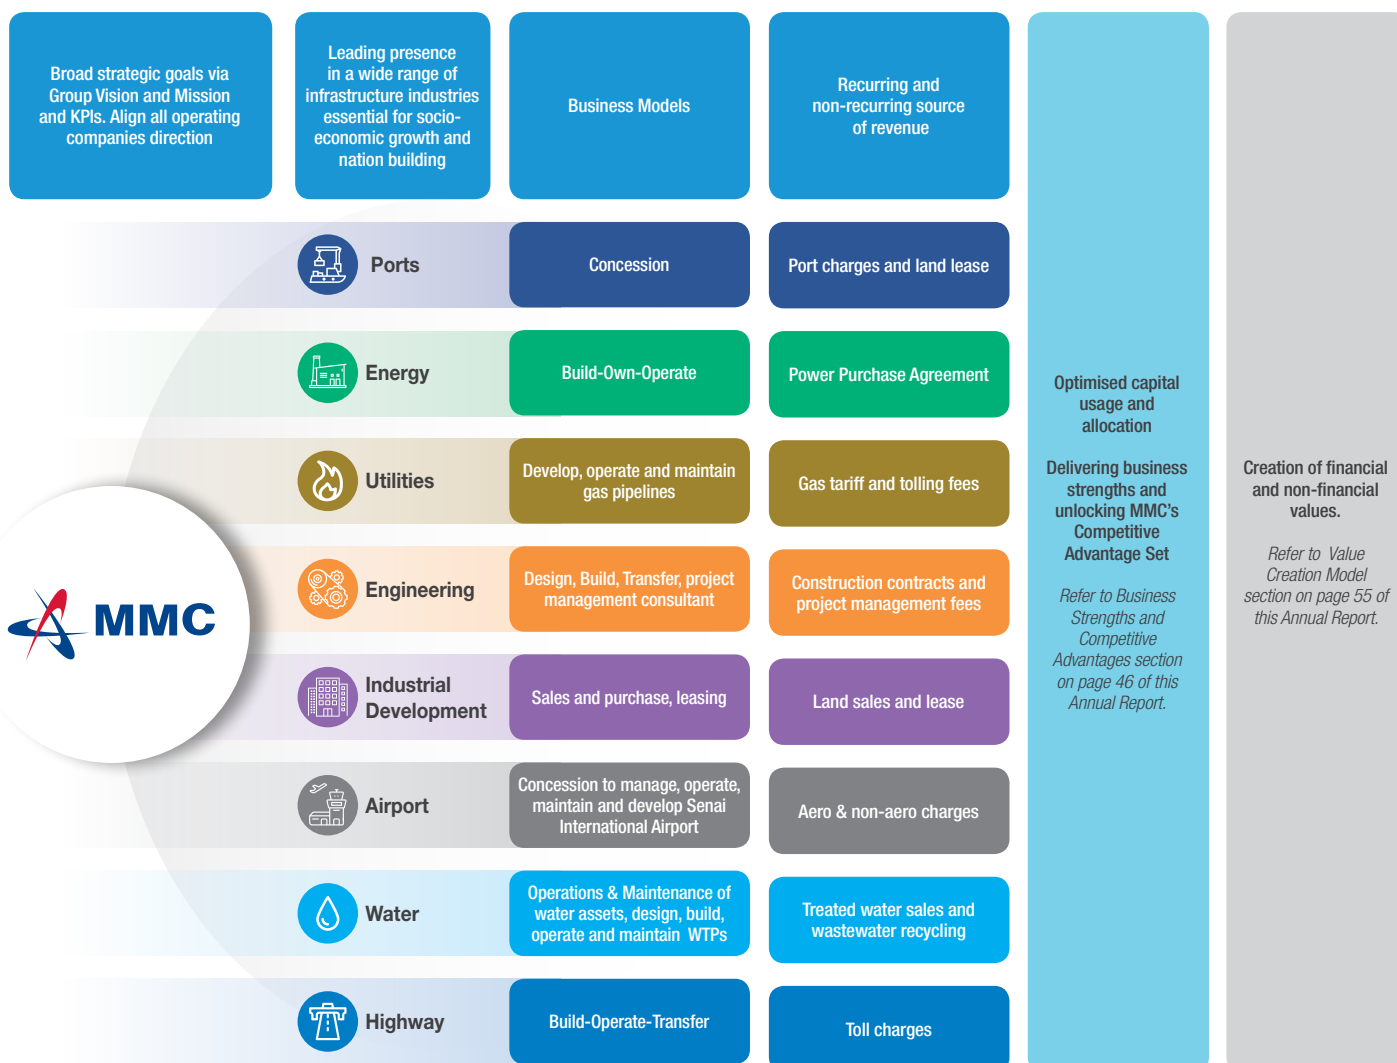 Broad strategic goals via
Group Vision and Mission
and KPIs. Align all operating
companies direction
Leading presence
in a wide range of
infrastructure industries
essential for socio-
economic growth and
nation building
Business Models
Recurring and
non-recurring source
of revenue
Ports
Concession
Port charges and land lease
Energy
Build-Own-Operate
Power Purchase Agreement
Utilities
Develop, operate and maintain
gas pipelines
Gas tariff and tolling fees
Engineering
Design, Build, Transfer, project
management consultant
Construction contracts and
project management fees
MMC
Industrial
Development
Sales and purchase, leasing
Land sales and lease
Airport
Concession to manage, operate,
maintain and develop Senai
International Airport
Aero & non-aero charges
Water
Operations & Maintenance of
water assets, design, build,
operate and maintain WTPs
Treated water sales and
wastewater recycling
Highway
Build-Operate-Transfer
Toll charges
Optimised capital
usage and
allocation
Delivering business
strengths and
unlocking MMC's
Competitive
Advantage Set
Refer to Business
Strengths and
Competitive
Advantages section
on page 46 of this
Annual Report.
Creation of financial
and non-financial
values.
Refer to Value
Creation Model
section on page 55 of
this Annual Report.